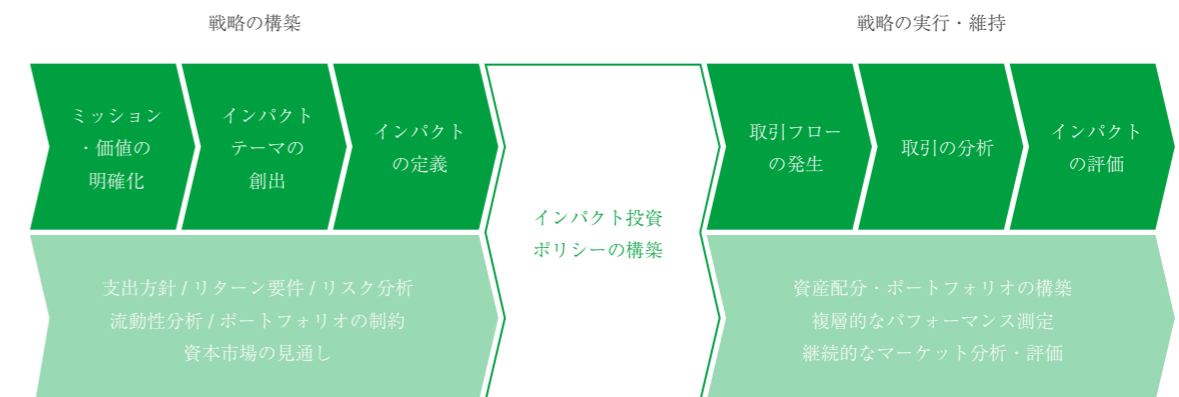 戦略の構築
戦略の実行・維持
ミッション
・価値の
明確化
インパクト
テーマの
創出
インパクト
の定義
インパクト投資
ポリシーの構築
取引フロー
の発生
取引の分析
インパクト
の評価
支出方針 / リターン要件 / リスク分析
流動性分析 / ポートフォリオの制約
資本市場の見通し
資産配分・ポートフォリオの構築
複層的なパフォーマンス測定
継続的なマーケット分析・評価